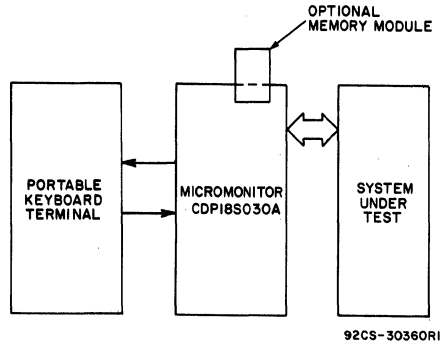 OPTIONAL
MEMORY MODULE
PORTABLE
KEYBOARD
TERMINAL
MICROMONITOR
CDP18S030A
SYSTEM
UNDER
TEST
92CS-30360R1